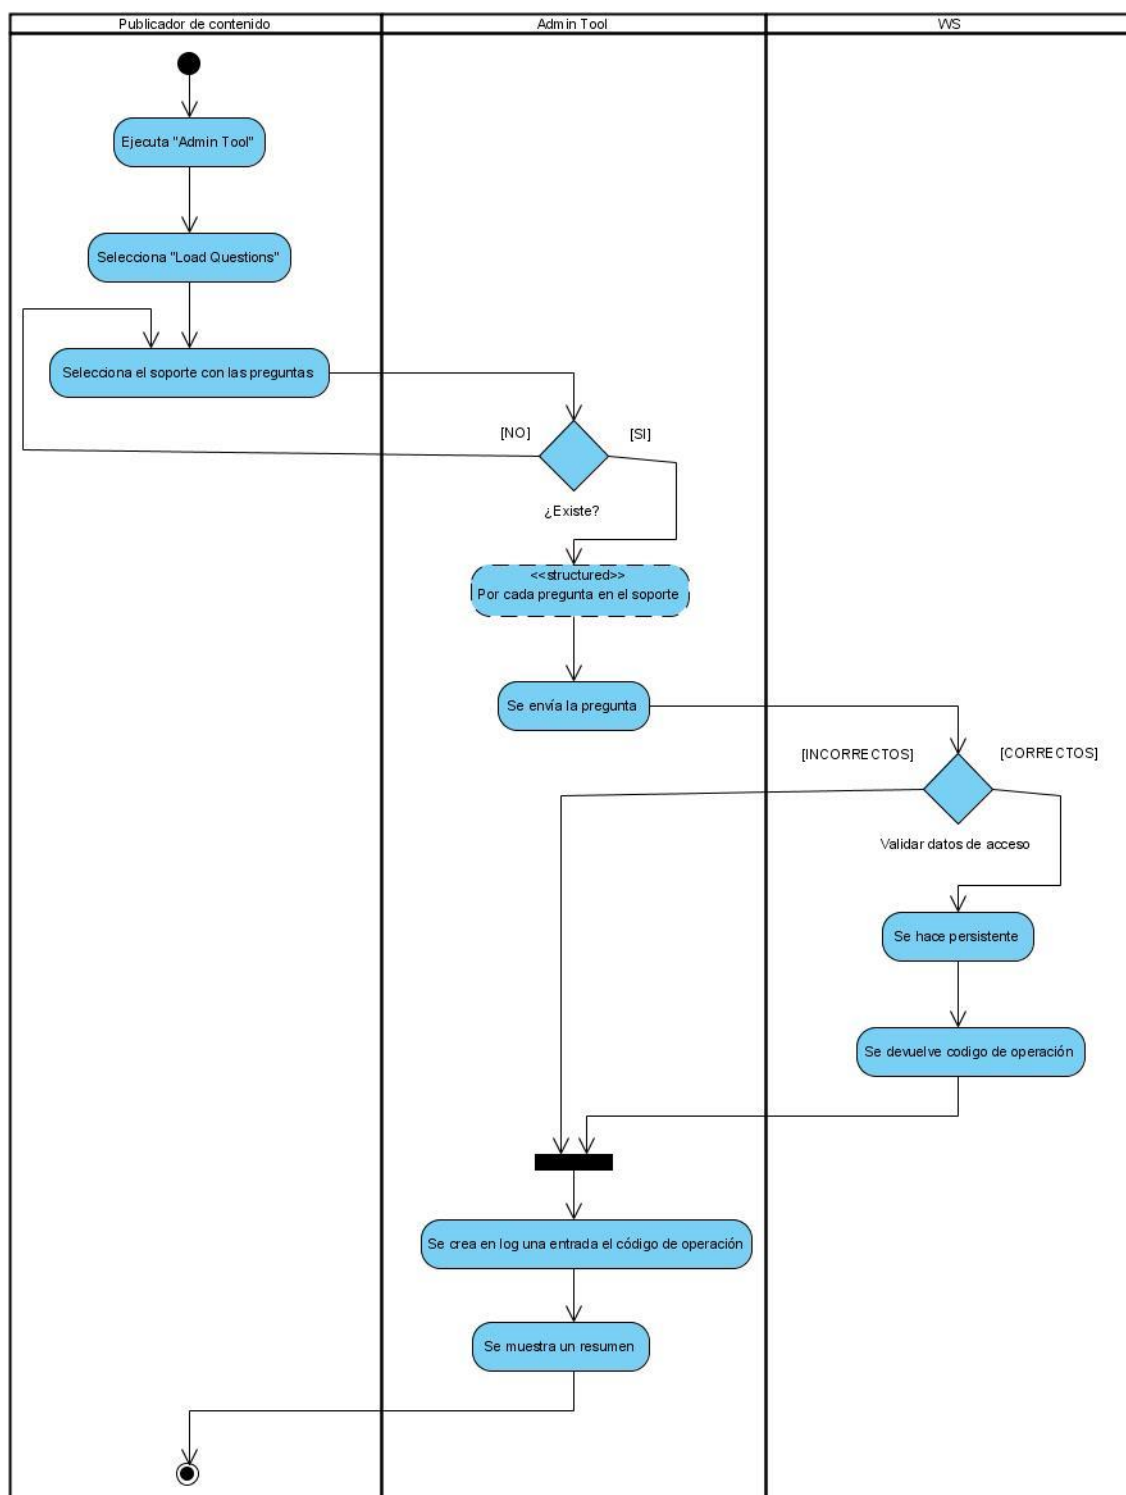 Publicador de contenido
Admin Tool
WS
Ejecuta "Admin Tool"
Selecciona "Load Questions"
Selecciona el soporte con las preguntas
[NO]
[SI]
¿Existe?
<<structured>>
Por cada pregunta en el soporte
Se envía la pregunta
[INCORRECTOS]
[CORRECTOS]
Validar datos de acceso
Se hace persistente
Se devuelve codigo de operación
Se crea en log una entrada el código de operación
Se muestra un resumen